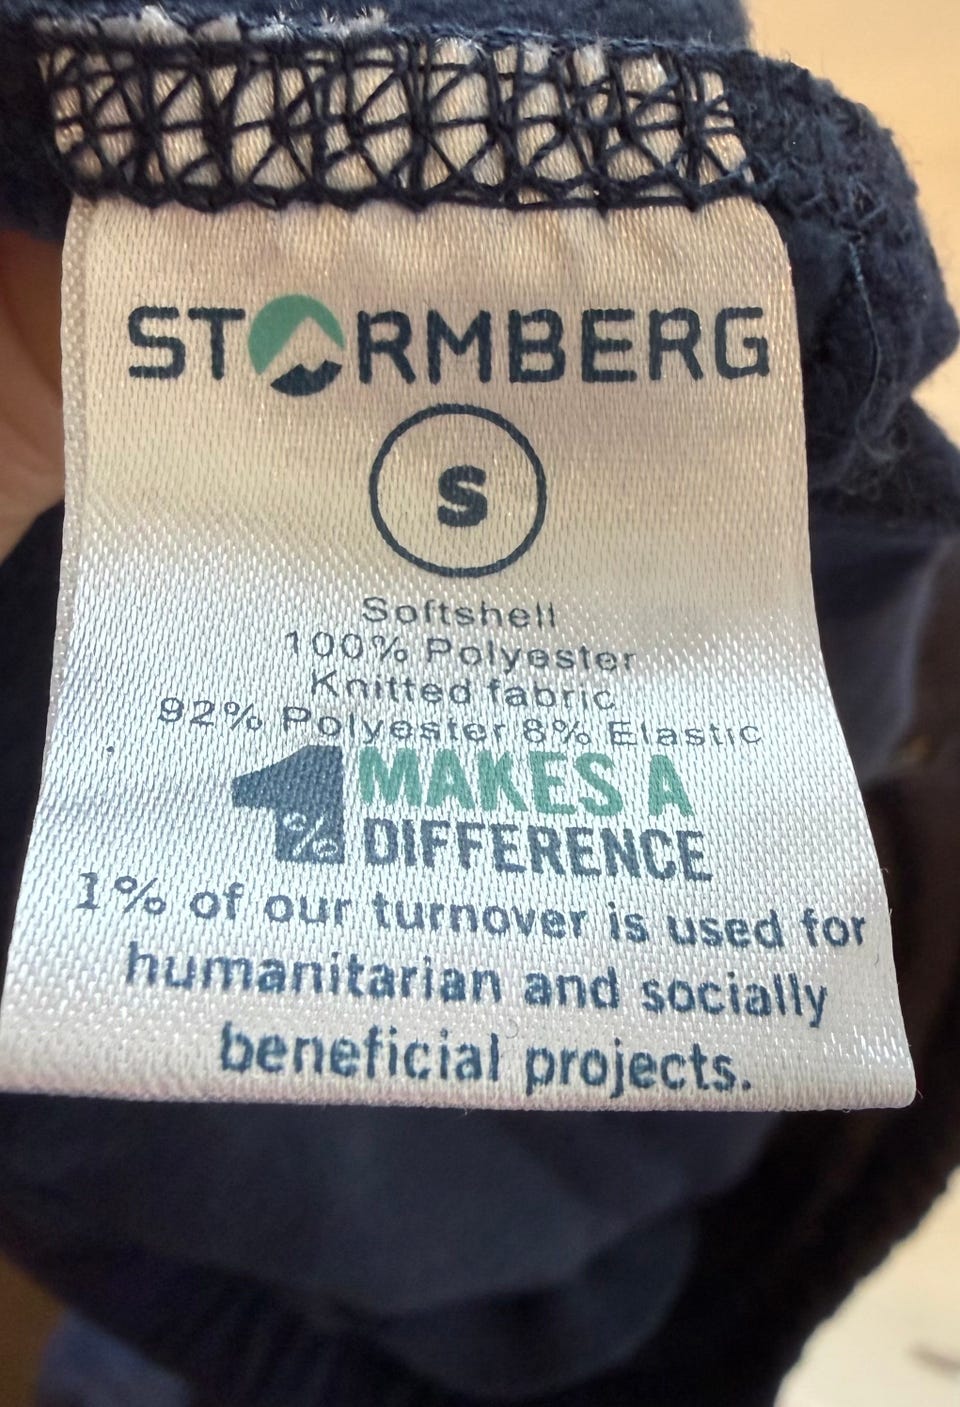 STORMBERG
S
Softshell
100% Polyester
Knitted fabric
92% Polyester 8% Elastic
1% MAKES A
DIFFERENCE
1% of our turnover is used for
humanitarian and socially
beneficial projects.